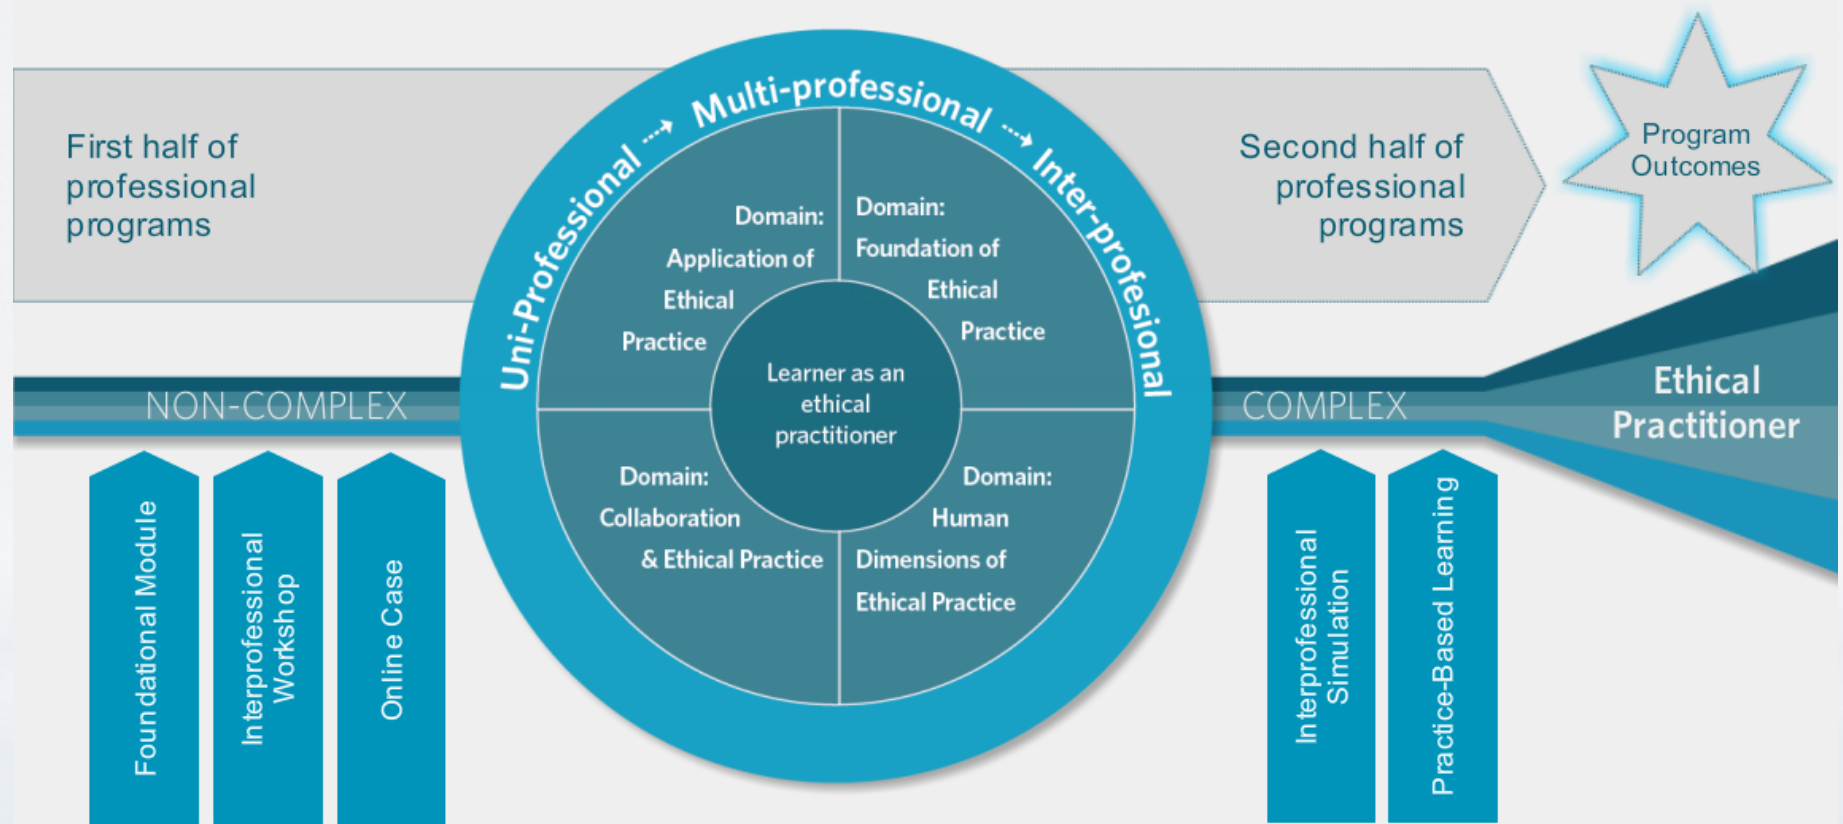 First half of
professional
programs
Uni-Professional ⤍ Multi-professional ⤍ Inter-profesional
Second half of
professional
programs
Program
Outcomes
Domain:
Application of
Ethical
Practice
Domain:
Foundation of
Ethical
Practice
Learner as an
ethical
practitioner
Domain:
Collaboration
& Ethical Practice
Domain:
Human
Dimensions of
Ethical Practice
NON-COMPLEX
COMPLEX
Ethical
Practitioner
Foundational Module
Interprofessional
Workshop
Online Case
Interprofessional
Simulation
Practice-Based Learning